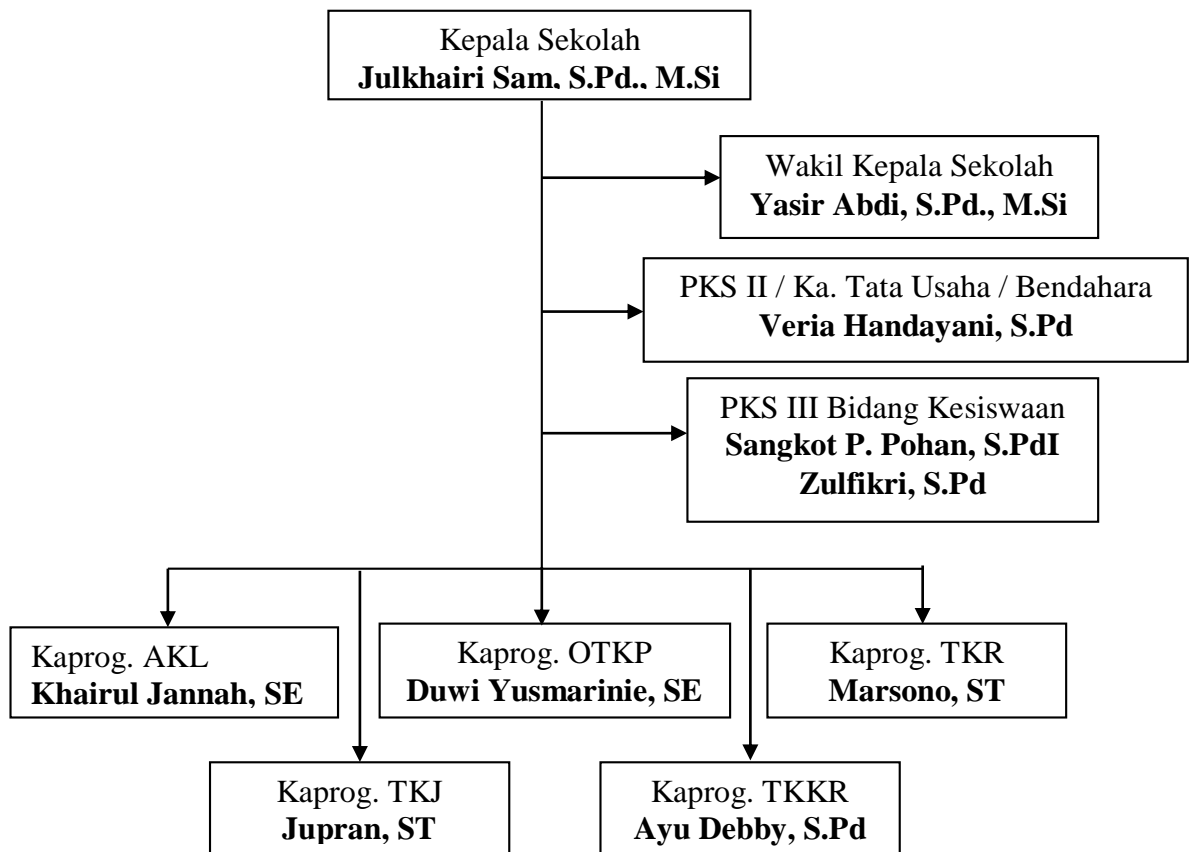 Kepala Sekolah
Julkhairi Sam, S.Pd., M.Si
Wakil Kepala Sekolah
Yasir Abdi, S.Pd., M.Si
PKS II / Ka. Tata Usaha / Bendahara
Veria Handayani, S.Pd
PKS III Bidang Kesiswaan
Sangkot P. Pohan, S.PdI
Zulfikri, S.Pd
Kaprog. AKL
Khairul Jannah, SE
Kaprog. OTKP
Duwi Yusmarinie, SE
Kaprog. TKR
Marsono, ST
Kaprog. TKJ
Jupran, ST
Kaprog. TKKR
Ayu Debby, S.Pd